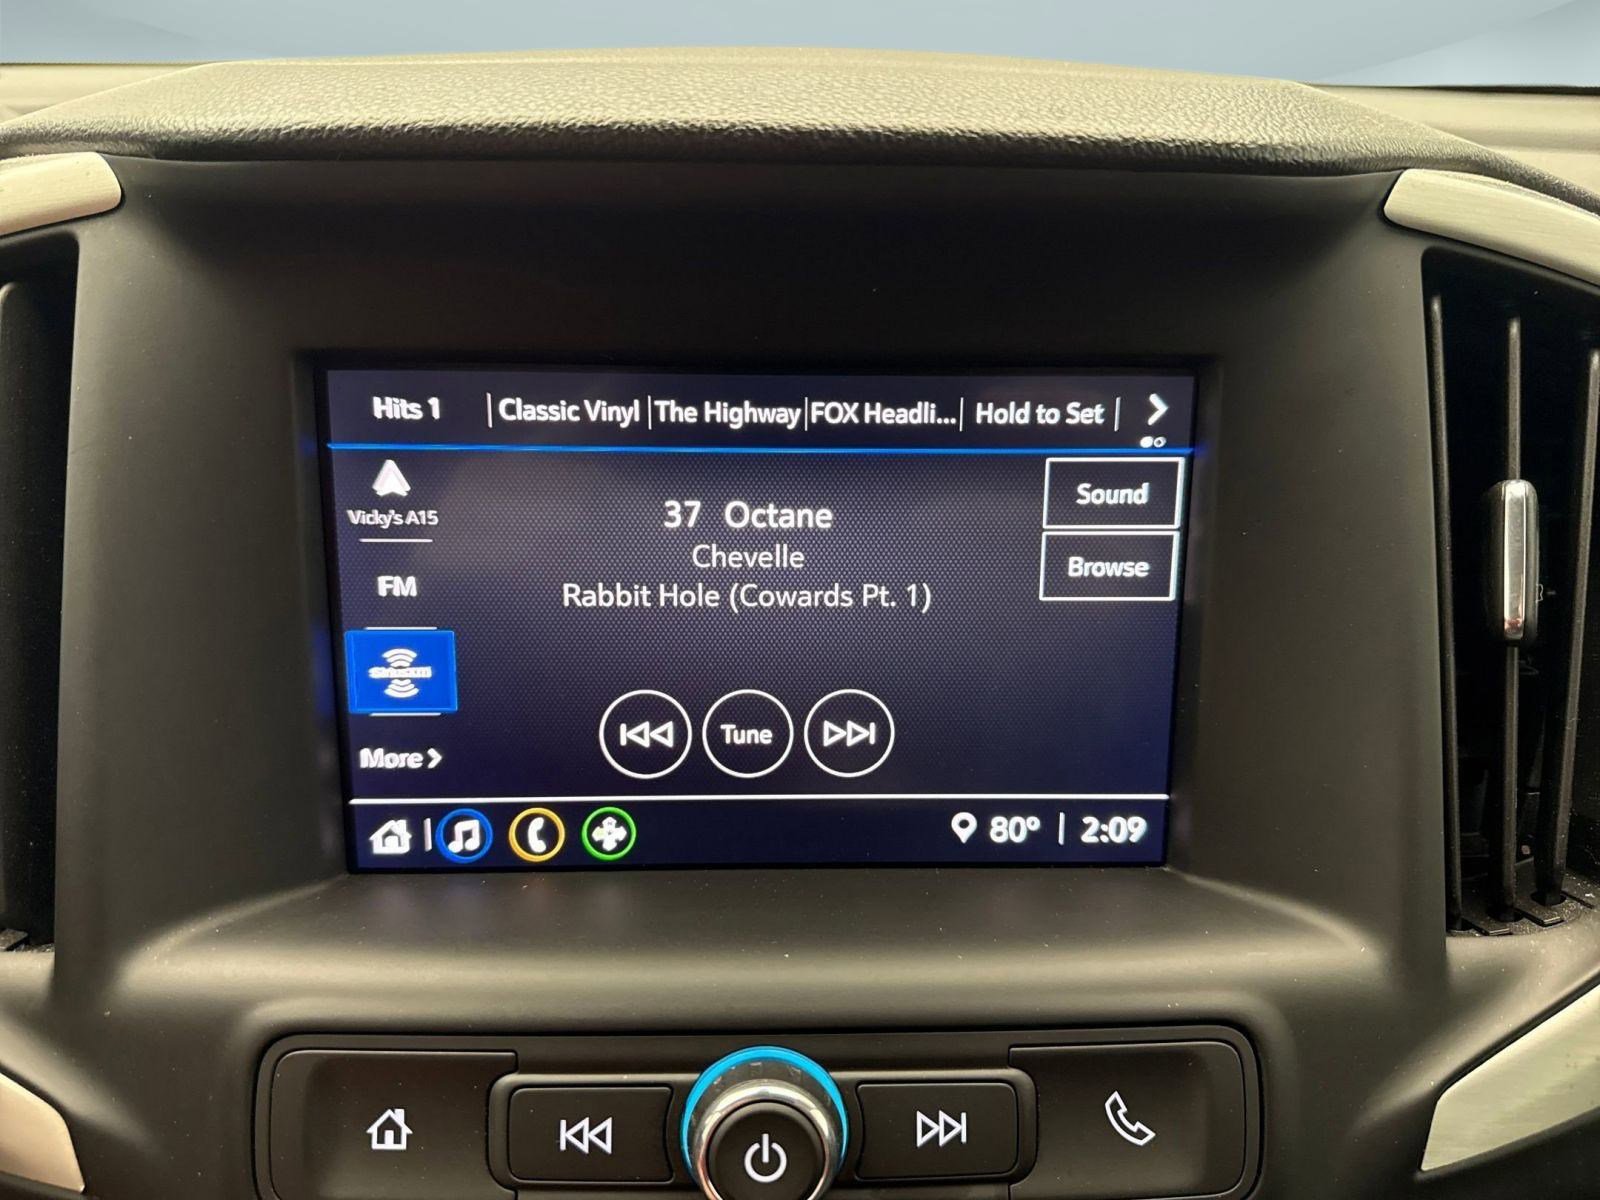 Hits 1 | Classic Vinyl | The Highway | FOX Headli... | Hold to Set |
Vicky's A15
FM
SiriusXM
More
37 Octane
Chevelle
Rabbit Hole (Cowards Pt. 1)
Sound
Browse
Tune
80° | 2:09